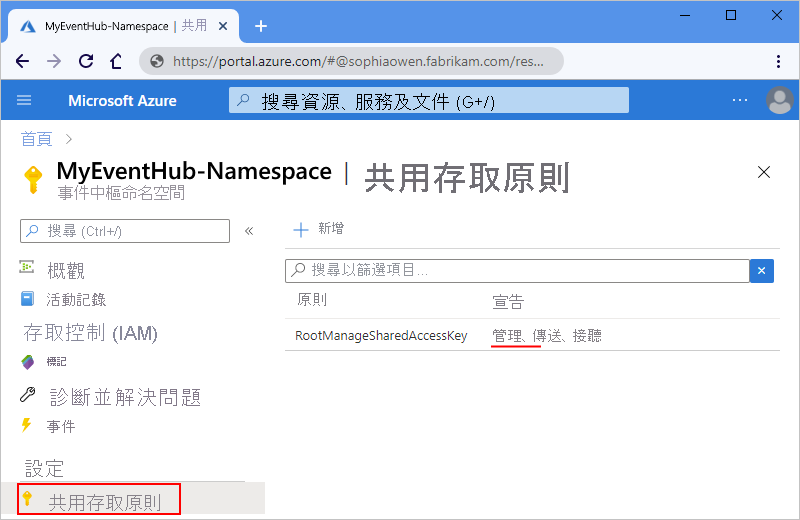 MyEventHub-Namespace | 共用
https://portal.azure.com/#@sophiaowen.fabrikam.com/res...
Microsoft Azure
搜尋資源、服務及文件 (G+/)
首頁
MyEventHub-Namespace | 共用存取原則
事件中樞命名空間
搜尋 (Ctrl+/)
概觀
活動記錄
存取控制 (IAM)
標記
診斷並解決問題
事件
設定
共用存取原則
新增
搜尋以篩選項目...
原則 宣告
RootManageSharedAccessKey 管理、傳送、接聽